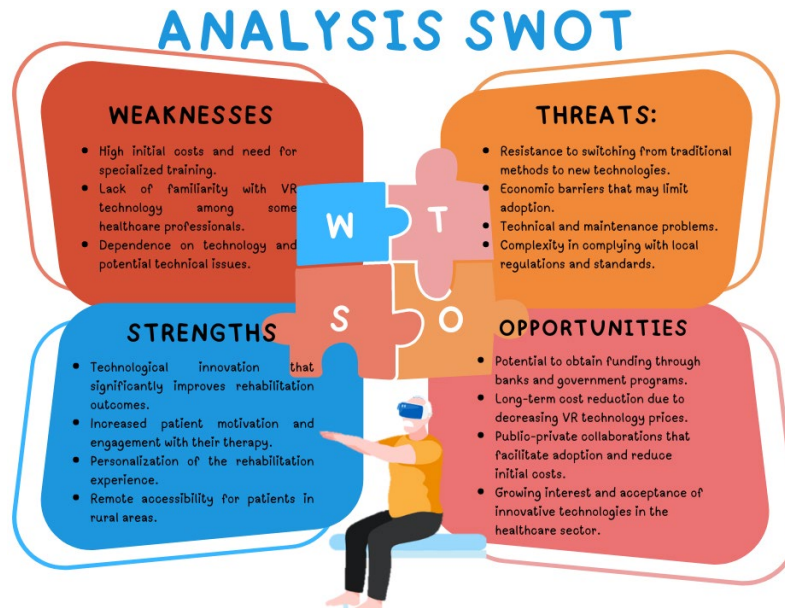 ANALYSIS SWOT
WEAKNESSES
• High initial costs and need for
specialized training.
• Lack of familiarity with VR
technology among some
healthcare professionals.
• Dependence on technology and
potential technical issues.
THREATS:
• Resistance to switching from traditional
methods to new technologies.
• Economic barriers that may limit
adoption.
• Technical and maintenance problems.
• Complexity in complying with local
regulations and standards.
W
T
S
O
STRENGTHS
• Technological innovation that
significantly improves rehabilitation
outcomes.
• Increased patient motivation and
engagement with their therapy.
• Personalization of the rehabilitation
experience.
• Remote accessibility for patients in
rural areas.
OPPORTUNITIES
• Potential to obtain funding through
banks and government programs.
• Long-term cost reduction due to
decreasing VR technology prices.
• Public-private collaborations that
facilitate adoption and reduce
initial costs.
• Growing interest and acceptance of
innovative technologies in the
healthcare sector.